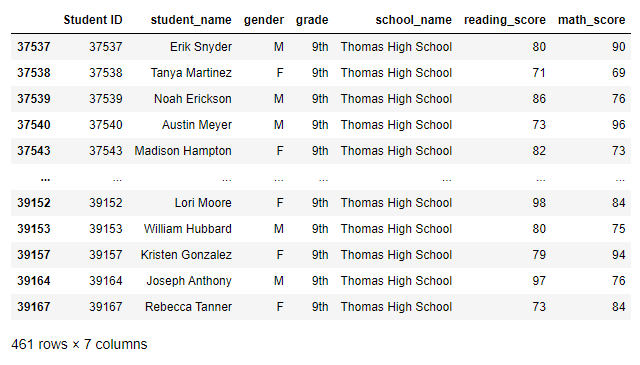 Student ID student_name gender grade school_name reading_score math_score
37537 37537 Erik Snyder M 9th Thomas High School 80 90
37538 37538 Tanya Martinez F 9th Thomas High School 71 69
37539 37539 Noah Erickson M 9th Thomas High School 86 76
37540 37540 Austin Meyer M 9th Thomas High School 73 96
37543 37543 Madison Hampton F 9th Thomas High School 82 73
... ... ... ... ... ... ... ...
39152 39152 Lori Moore F 9th Thomas High School 98 84
39153 39153 William Hubbard M 9th Thomas High School 80 75
39157 39157 Kristen Gonzalez F 9th Thomas High School 79 94
39164 39164 Joseph Anthony M 9th Thomas High School 97 76
39167 39167 Rebecca Tanner F 9th Thomas High School 73 84
461 rows × 7 columns